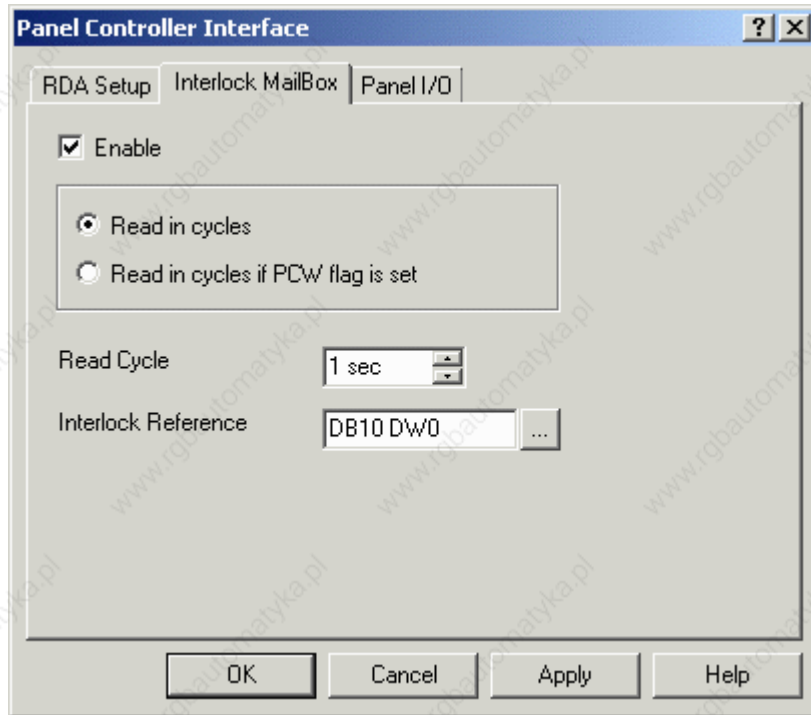 Panel Controller Interface
RDA Setup Interlock MailBox Panel I/O
Enable
Read in cycles
Read in cycles if PCW flag is set
Read Cycle 1 sec
Interlock Reference DB10 DW0 ...
OK Cancel Apply Help
www.rgbautomatyka.pl